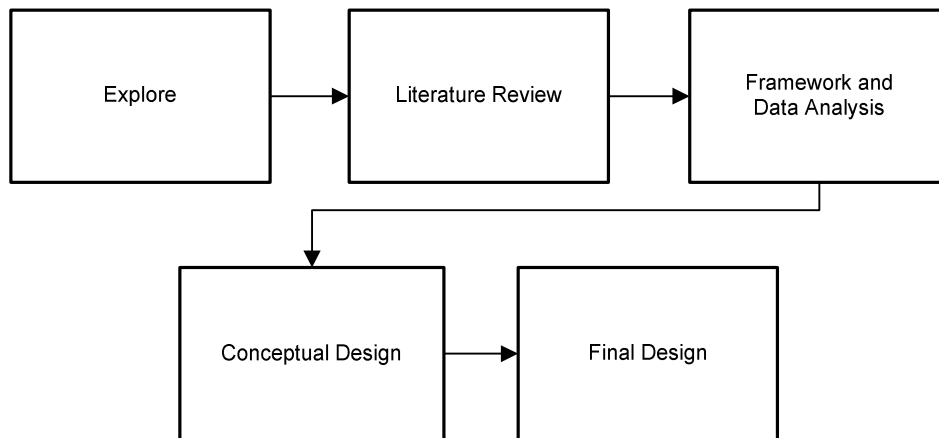 Explore
Literature Review
Framework and
Data Analysis
Conceptual Design
Final Design